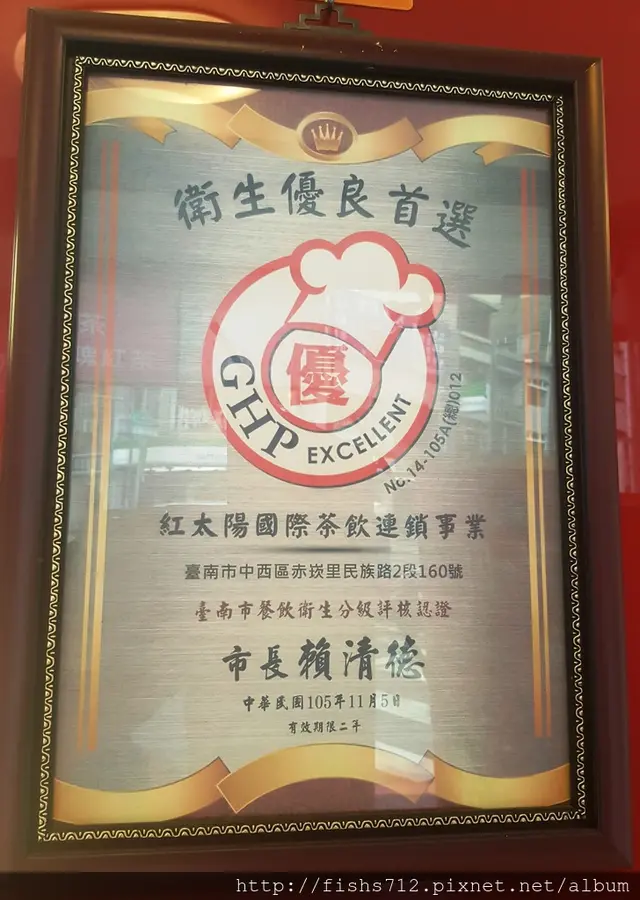 衛生優良首選
優
GHP EXCELLENT
No.14-105A(總)012
紅太陽國際茶飲連鎖事業
臺南市中西區赤崁里民族路2段160號
臺南市餐飲衛生分級評核認證
市長賴清德
中華民國105年11月5日
有效期限二年
http://fishs712.pixnet.net/album